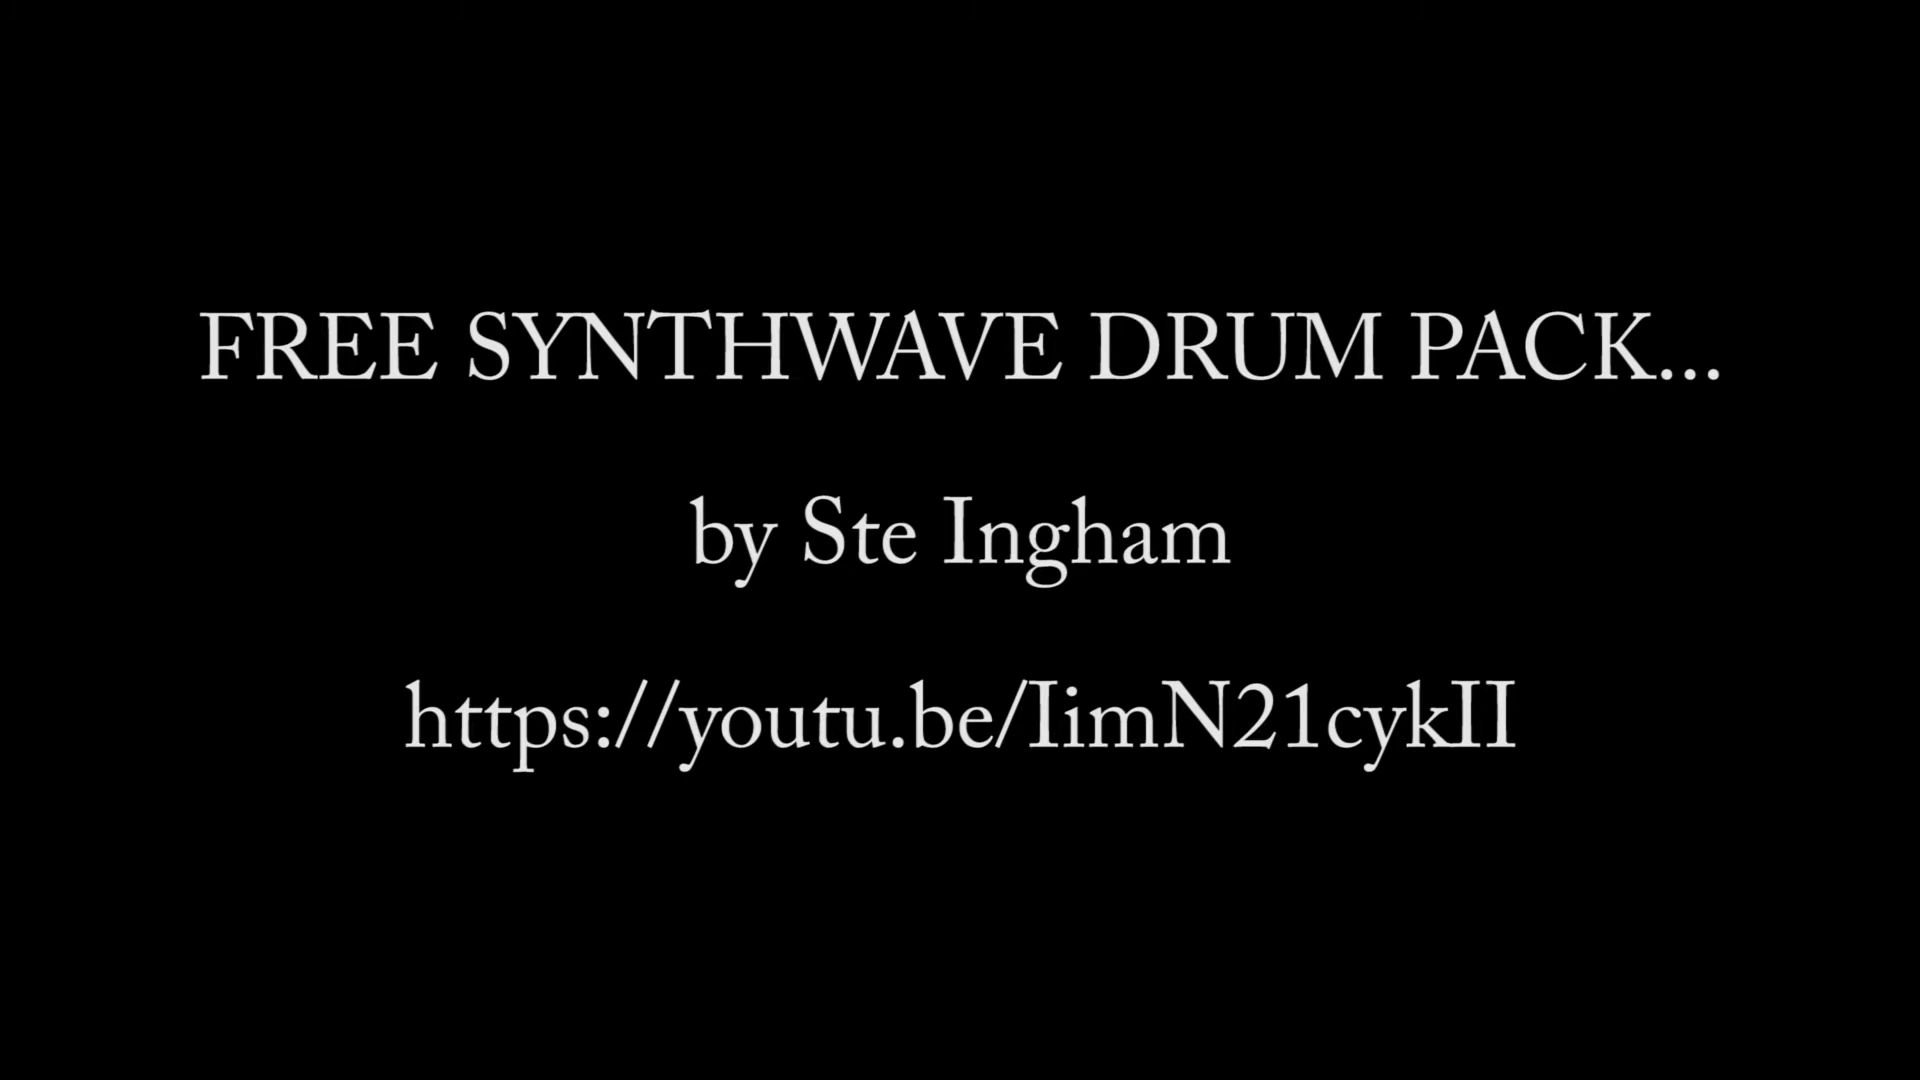 FREE SYNTHWAVE DRUM PACK...
by Ste Ingham
https://youtu.be/IimN21cykII